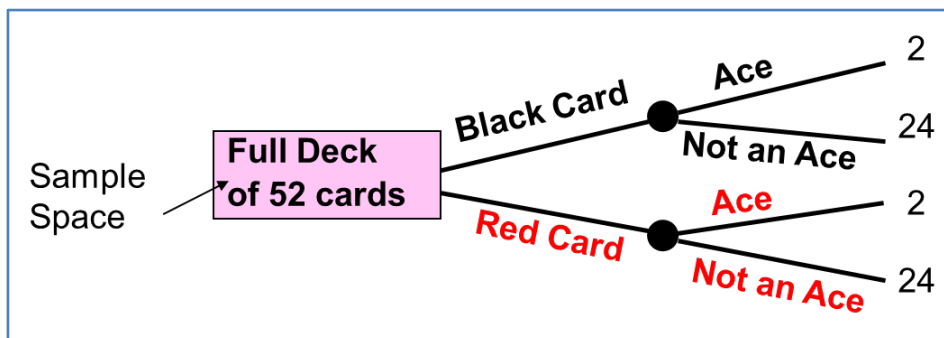 2
Ace
Black Card
24
Not an Ace
Full Deck
of 52 cards
Sample
Space
Ace
2
Red Card
Not an Ace
24